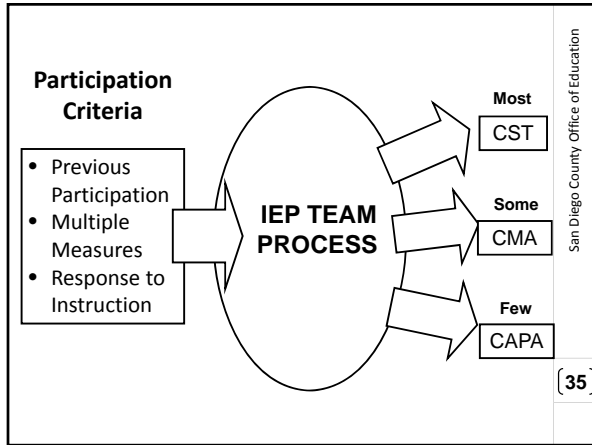 Participation
Criteria
• Previous
Participation
• Multiple
Measures
• Response to
Instruction
IEP TEAM
PROCESS
Most
CST
Some
CMA
Few
CAPA
San Diego County Office of Education
35